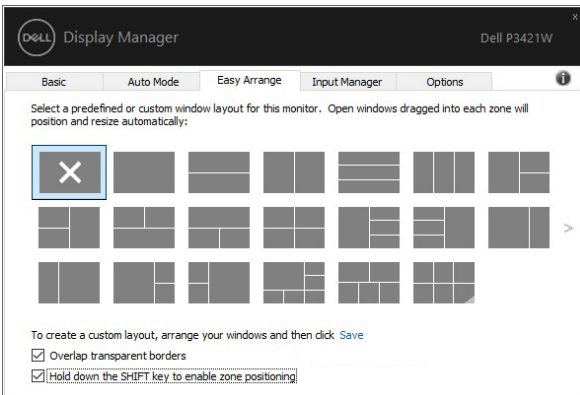 DELL Display Manager Dell P3421W
Basic Auto Mode Easy Arrange Input Manager Options
Select a predefined or custom window layout for this monitor. Open windows dragged into each zone will
position and resize automatically:
To create a custom layout, arrange your windows and then click Save
Overlap transparent borders
Hold down the SHIFT key to enable zone positioning